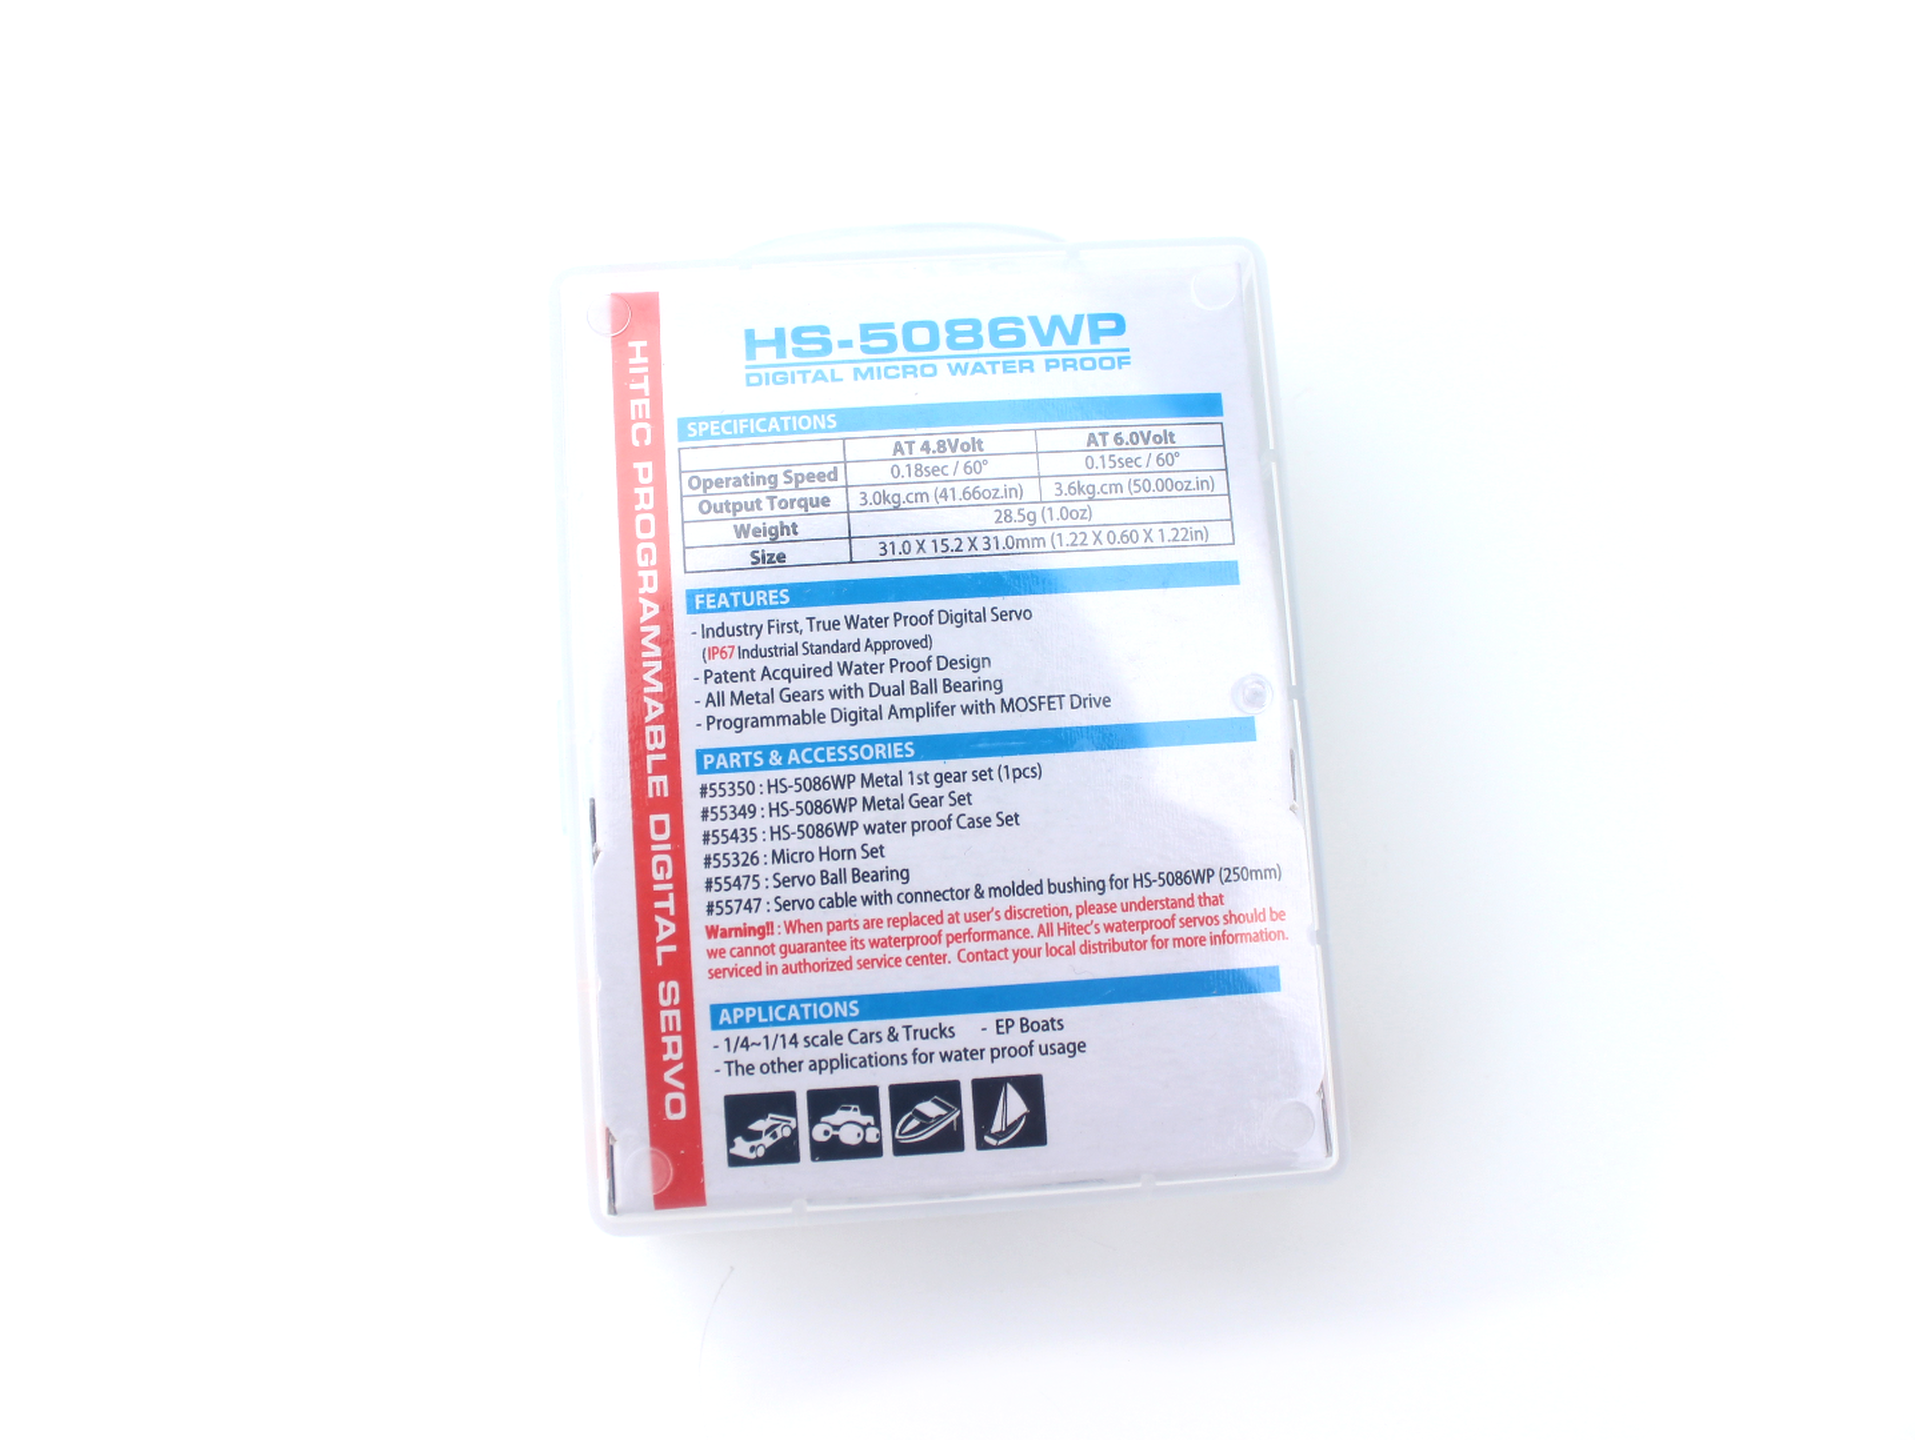 HITEC PROGRAMMABLE DIGITAL SERVO
HS-5086WP
DIGITAL MICRO WATER PROOF
SPECIFICATIONS
AT 4.8Volt AT 6.0Volt
Operating Speed 0.18sec / 60° 0.15sec / 60°
Output Torque 3.0kg.cm (41.66oz.in) 3.6kg.cm (50.00oz.in)
Weight 28.5g (1.0oz)
Size 31.0 X 15.2 X 31.0mm (1.22 X 0.60 X 1.22in)
FEATURES
- Industry First, True Water Proof Digital Servo
(IP67 Industrial Standard Approved)
- Patent Acquired Water Proof Design
- All Metal Gears with Dual Ball Bearing
- Programmable Digital Amplifer with MOSFET Drive
PARTS & ACCESSORIES
#55350 : HS-5086WP Metal 1st gear set (1pcs)
#55349 : HS-5086WP Metal Gear Set
#55435 : HS-5086WP water proof Case Set
#55326 : Micro Horn Set
#55475 : Servo Ball Bearing
#55747 : Servo cable with connector & molded bushing for HS-5086WP (250mm)
Warning!! : When parts are replaced at user's discretion, please understand that
we cannot guarantee its waterproof performance. All Hitec's waterproof servos should be
serviced in authorized service center. Contact your local distributor for more information.
APPLICATIONS
- 1/4~1/14 scale Cars & Trucks - EP Boats
- The other applications for water proof usage